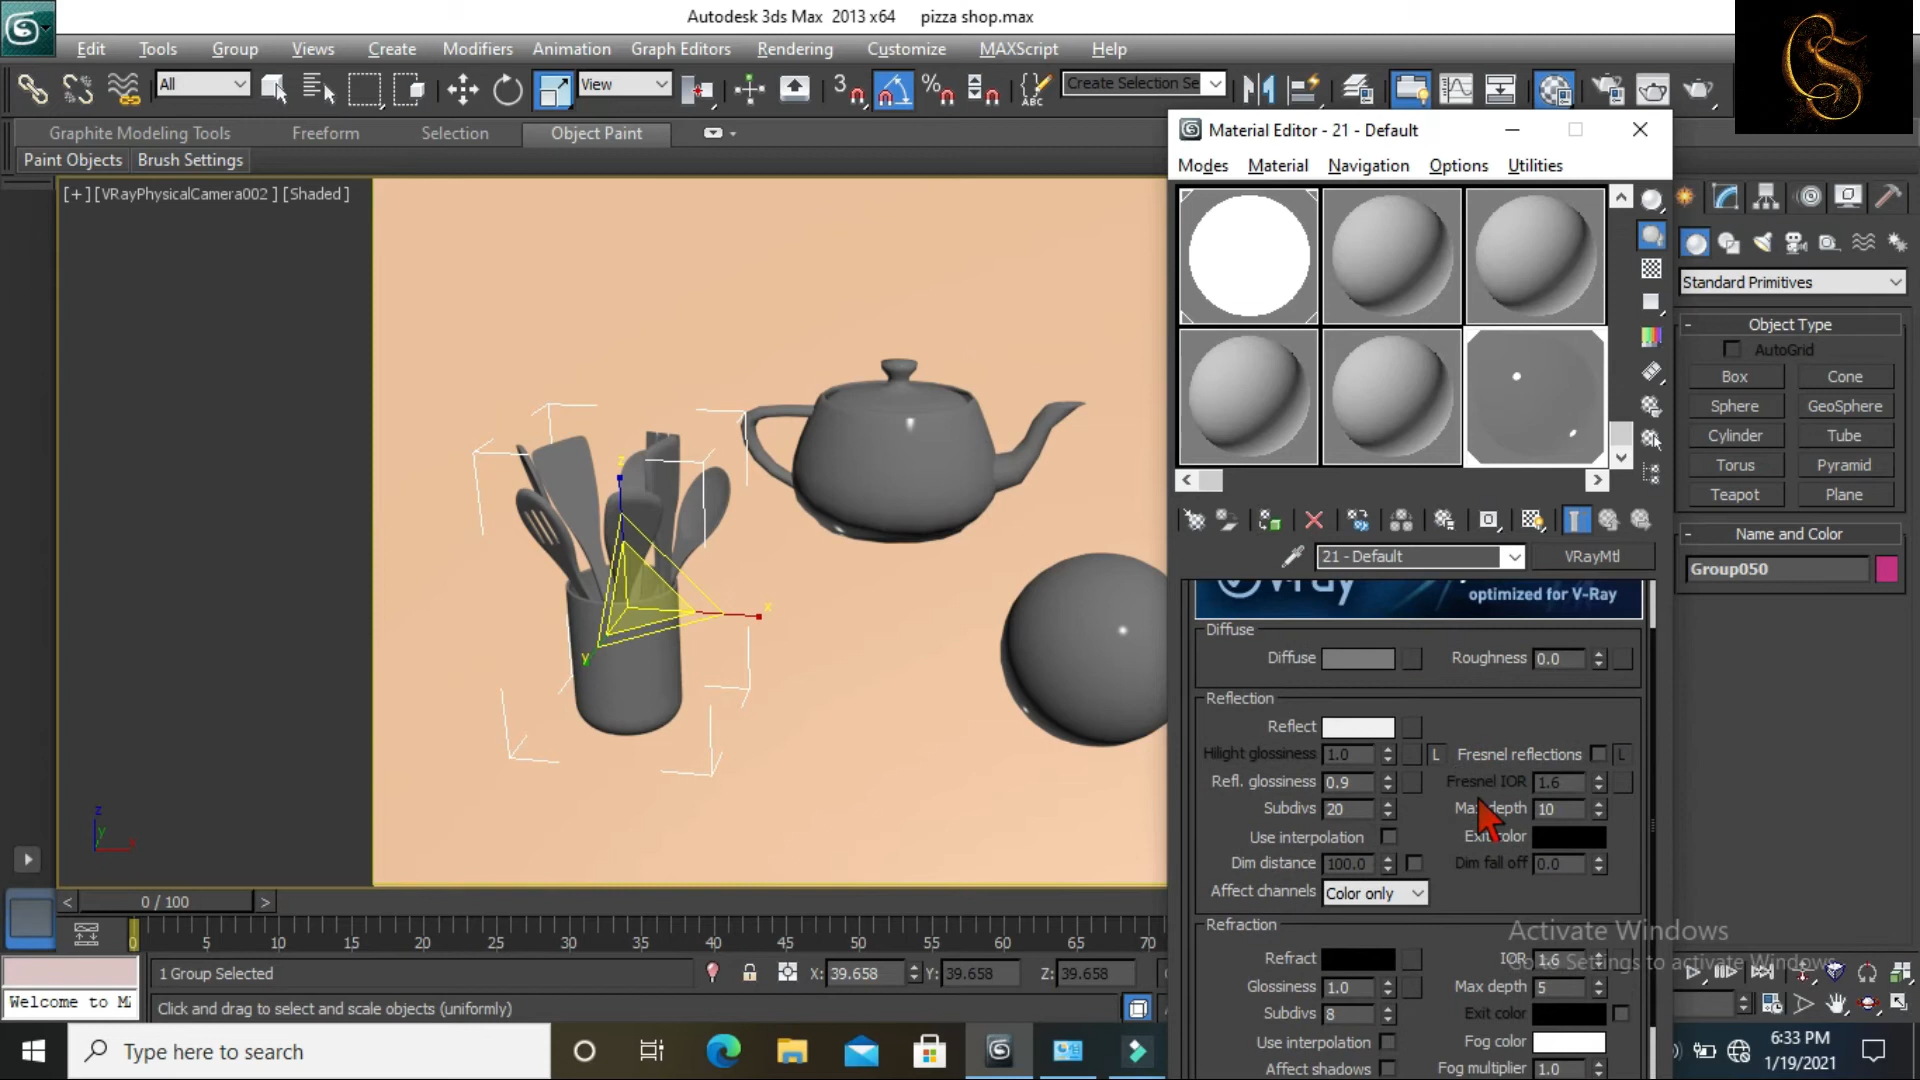 Autodesk 3ds Max 2013 x64 pizza shop.max
Edit Tools Group Views Create Modifiers Animation Graph Editors Rendering Customize MAXScript Help
All View 3 Create Selection Se
Graphite Modeling Tools Freeform Selection Object Paint
Paint Objects Brush Settings
[+] [VRayPhysicalCamera002 ] [Shaded ]
z
x
y
z
y
Material Editor - 21 - Default
Modes Material Navigation Options Utilities
21 - Default VRayMtl
optimized for V-Ray
Diffuse
Diffuse Roughness 0.0
Reflection
Reflect
Hilight glossiness 1.0 L Fresnel reflections L
Refl. glossiness 0.9 Fresnel IOR 1.6
Subdivs 20 Max depth 10
Use interpolation Exit color
Dim distance 100.0 Dim fall off 0.0
Affect channels Color only
Refraction
Refract IOR 1.6
Glossiness 1.0 Max depth 5
Subdivs 8 Exit color
Use interpolation Fog color
Affect shadows Fog multiplier 1.0
Standard Primitives
- Object Type
AutoGrid
Box Cone
Sphere GeoSphere
Cylinder Tube
Torus Pyramid
Teapot Plane
- Name and Color
Group050
Activate Windows
Go to Settings to activate Windows.
< 0 / 100 >
0 5 10 15 20 25 30 35 40 45 50 55 60 65 70
1 Group Selected X: 39.658 Y: 39.658 Z: 39.658
Welcome to M Click and drag to select and scale objects (uniformly)
Type here to search
6:33 PM
1/19/2021